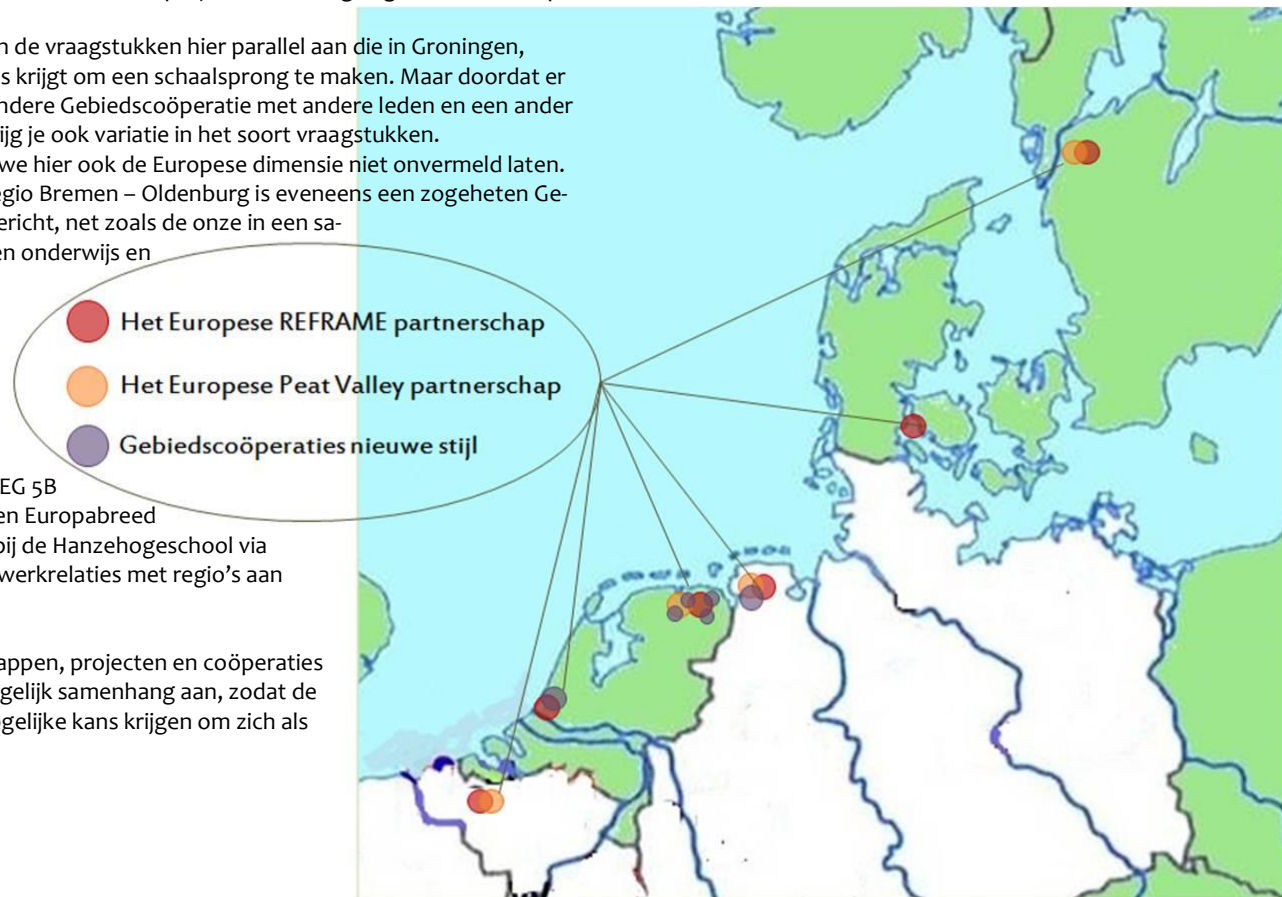 n de vraagstukken hier parallel aan die in Groningen,
s krijgt om een schaalsprong te maken. Maar doordat er
ndere Gebiedscoöperatie met andere leden en een ander
ijg je ook variatie in het soort vraagstukken.
we hier ook de Europese dimensie niet onvermeld laten.
egio Bremen – Oldenburg is eveneens een zogeheten Ge-
ericht, net zoals de onze in een sa-
en onderwijs en
Het Europese REFRAME partnerschap
Het Europese Peat Valley partnerschap
Gebiedscoöperaties nieuwe stijl
EG 5B
en Europabreed
bij de Hanzehogeschool via
werkrelaties met regio's aan
appen, projecten en coöperaties
gelijk samenhang aan, zodat de
ogelijke kans krijgen om zich als